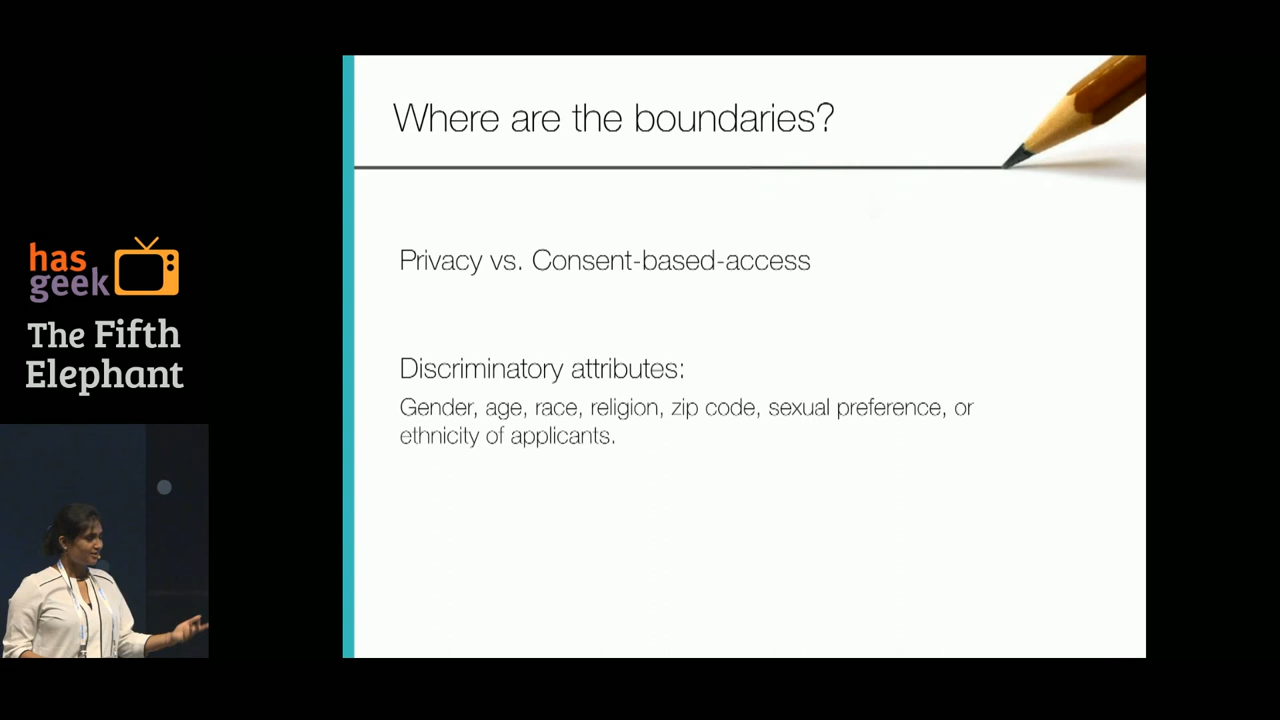 Where are the boundaries?
Privacy vs. Consent-based-access
Discriminatory attributes:
Gender, age, race, religion, zip code, sexual preference, or
ethnicity of applicants.
has
geek
The Fifth
Elephant